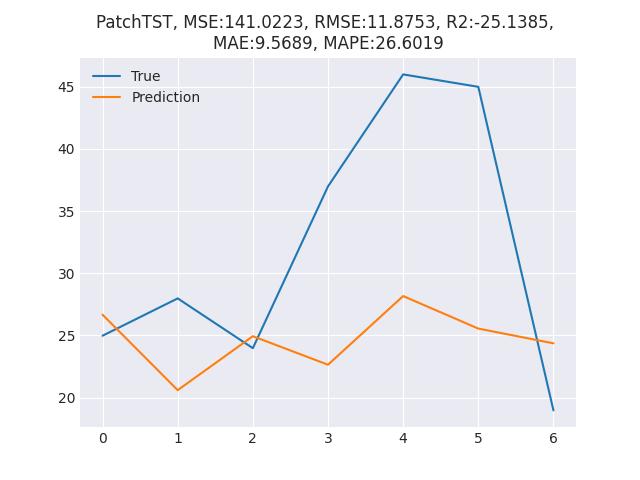 PatchTST, MSE:141.0223, RMSE:11.8753, R2:-25.1385,
MAE:9.5689, MAPE:26.6019
True
Prediction
45
40
35
30
25
20
0 1 2 3 4 5 6